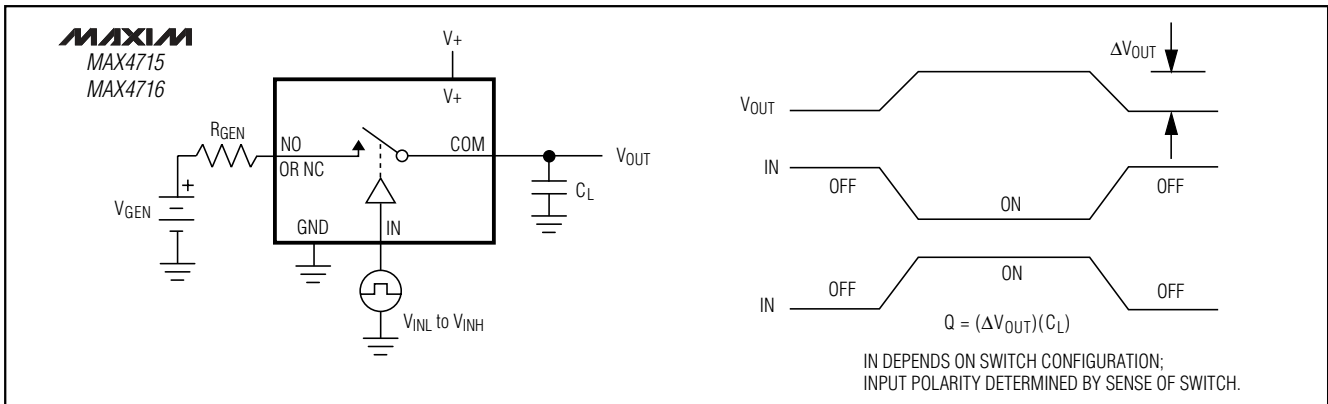 MAXIM
MAX4715
MAX4716
V+
V+
RGEN
NO
OR NC
COM
VOUT
VGEN
+
CL
GND
IN
VINL to VINH
ΔVOUT
VOUT
IN
OFF
ON
OFF
IN
OFF
ON
OFF
Q = (ΔVOUT)(CL)
IN DEPENDS ON SWITCH CONFIGURATION;
INPUT POLARITY DETERMINED BY SENSE OF SWITCH.